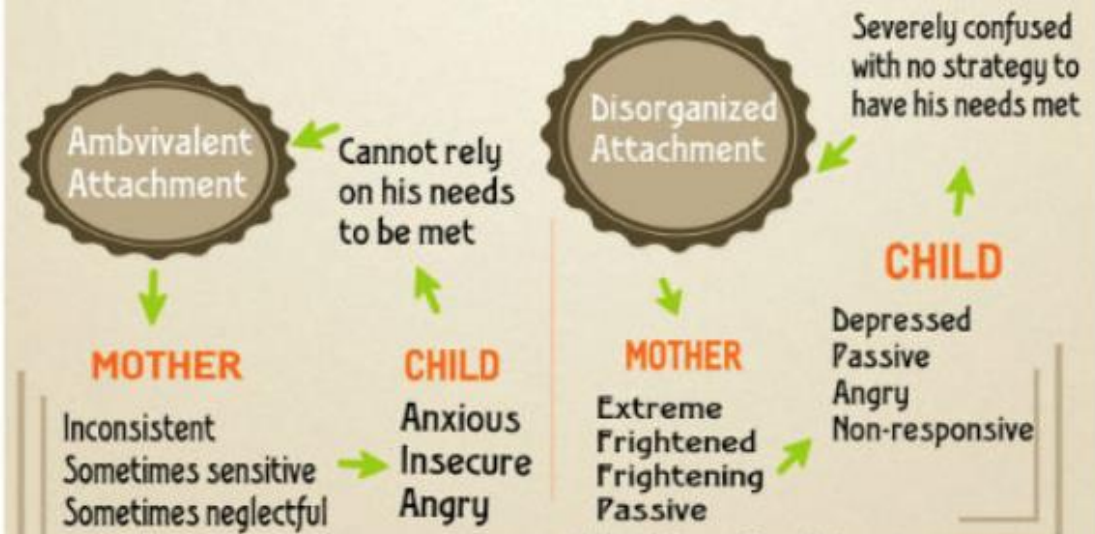 Ambvivalent
Attachment
Cannot rely
on his needs
to be met
MOTHER
Inconsistent
Sometimes sensitive
Sometimes neglectful
CHILD
Anxious
Insecure
Angry
Disorganized
Attachment
Severely confused
with no strategy to
have his needs met
MOTHER
Extreme
Frightened
Frightening
Passive
CHILD
Depressed
Passive
Angry
Non-responsive